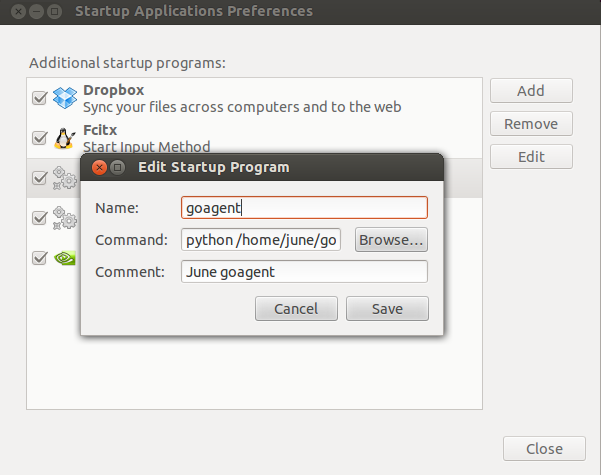 Startup Applications Preferences
Additional startup programs:
Dropbox
Sync your files across computers and to the web
Fcitx
Start Input Method
Add
Remove
Edit
Edit Startup Program
Name: goagent
Command: python /home/june/go Browse...
Comment: June goagent
Cancel Save
Close